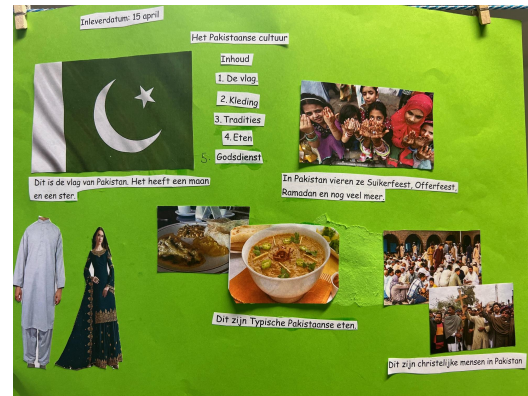 Inleverdatum: 15 april
Het Pakistaanse cultuur
Inhoud
1. De vlag.
2. Kleding
3. Tradities
4. Eten
5. Godsdienst
Dit is de vlag van Pakistan. Het heeft een maan
en een ster.
In Pakistan vieren ze Suikerfeest, Offerfeest,
Ramadan en nog veel meer.
Dit zijn Typische Pakistaanse eten.
Dit zijn christelijke mensen in Pakistan